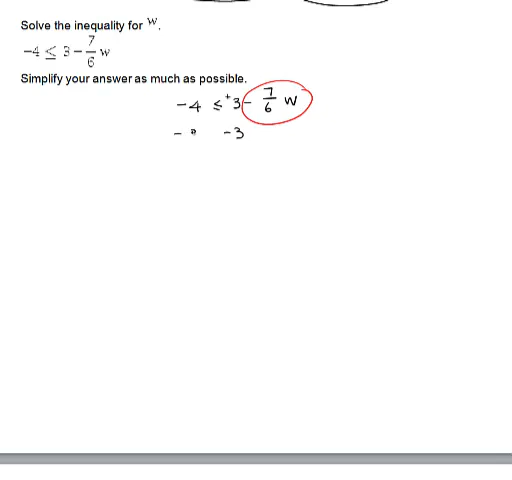 Solve the inequality for w.
-4 ≤ 3 - 7/6 w
Simplify your answer as much as possible.
-4 ≤ +3 - 7/6 w
- -3